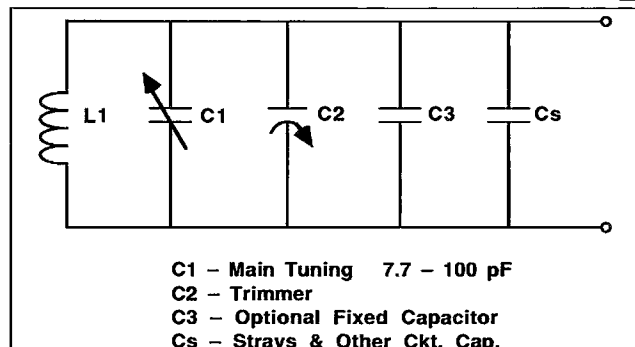 L1
C1
C2
C3
Cs
C1 – Main Tuning 7.7 – 100 pF
C2 – Trimmer
C3 – Optional Fixed Capacitor
Cs – Strays & Other Ckt. Cap.